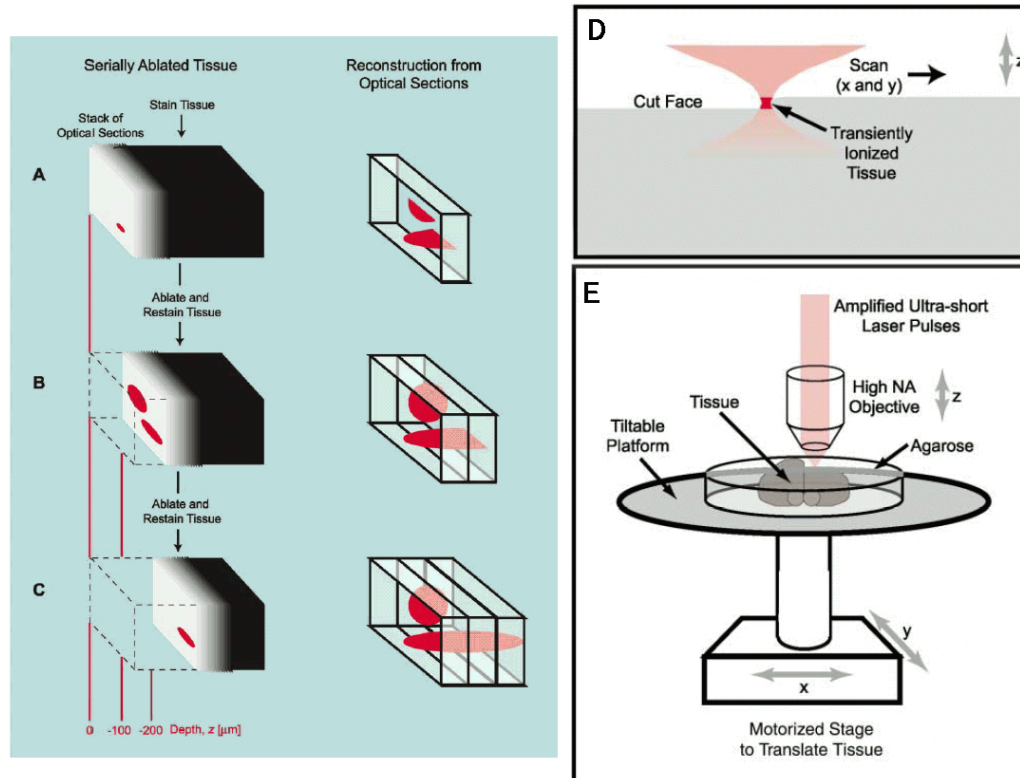 Serially Ablated Tissue
Reconstruction from
Optical Sections
Stain Tissue
Stack of
Optical Sections
A
Ablate and
Restain Tissue
B
Ablate and
Restain Tissue
C
0 -100 -200 Depth, z [µm]
D
z
Scan
(x and y)
Cut Face
Transiently
Ionized
Tissue
E
Amplified Ultra-short
Laser Pulses
High NA
Objective
z
Tissue
Tiltable
Platform
Agarose
y
x
Motorized Stage
to Translate Tissue